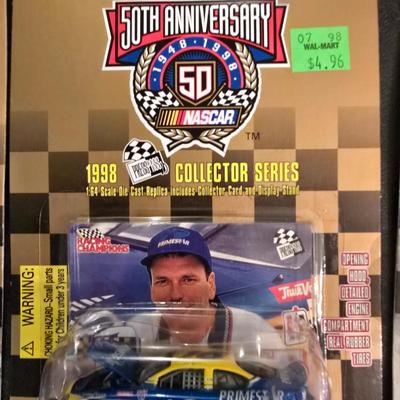 50TH ANNIVERSARY
07 98
WAL-MART
$4.96
1948-1998
50
NASCAR
TM
1998 PRESS PASS COLLECTOR SERIES
1:64 Scale Die Cast Replica includes Collector Card and Display Stand
RACING
CHAMPIONS
PRIMESTAR
PRESS PASS
⚠ WARNING:
CHOKING HAZARD-Small parts
for Children under 3 years
OPENING
HOOD
DETAILED
ENGINE
COMPARTMENT
REAL RUBBER
TIRES
PRIMESTAR